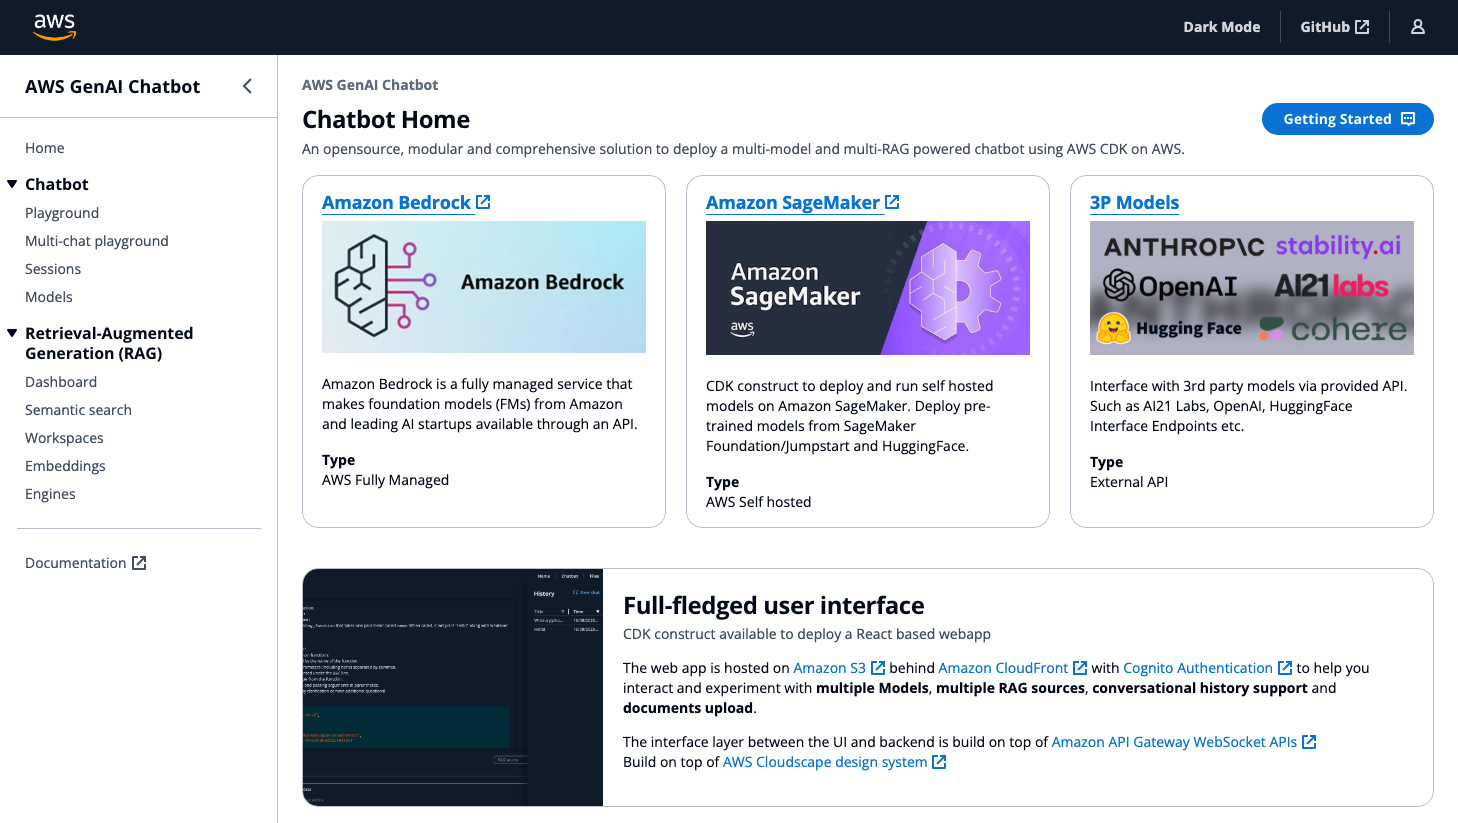 aws
Dark Mode
GitHub
AWS GenAI Chatbot
Home
Chatbot
Playground
Multi-chat playground
Sessions
Models
Retrieval-Augmented
Generation (RAG)
Dashboard
Semantic search
Workspaces
Embeddings
Engines
Documentation
AWS GenAI Chatbot
Chatbot Home
Getting Started
An opensource, modular and comprehensive solution to deploy a multi-model and multi-RAG powered chatbot using AWS CDK on AWS.
Amazon Bedrock
Amazon Bedrock
Amazon Bedrock is a fully managed service that
makes foundation models (FMs) from Amazon
and leading AI startups available through an API.
Type
AWS Fully Managed
Amazon SageMaker
Amazon
SageMaker
aws
CDK construct to deploy and run self hosted
models on Amazon SageMaker. Deploy pre-
trained models from SageMaker
Foundation/Jumpstart and HuggingFace.
Type
AWS Self hosted
3P Models
ANTHROP\C stability.ai
OpenAI AI21labs
Hugging Face cohere
Interface with 3rd party models via provided API.
Such as AI21 Labs, OpenAI, HuggingFace
Interface Endpoints etc.
Type
External API
Home Chatbot Files
History New chat
Title Time
Full-fledged user interface
CDK construct available to deploy a React based webapp
The web app is hosted on Amazon S3 behind Amazon CloudFront with Cognito Authentication to help you
interact and experiment with multiple Models, multiple RAG sources, conversational history support and
documents upload.
The interface layer between the UI and backend is build on top of Amazon API Gateway WebSocket APIs
Build on top of AWS Cloudscape design system